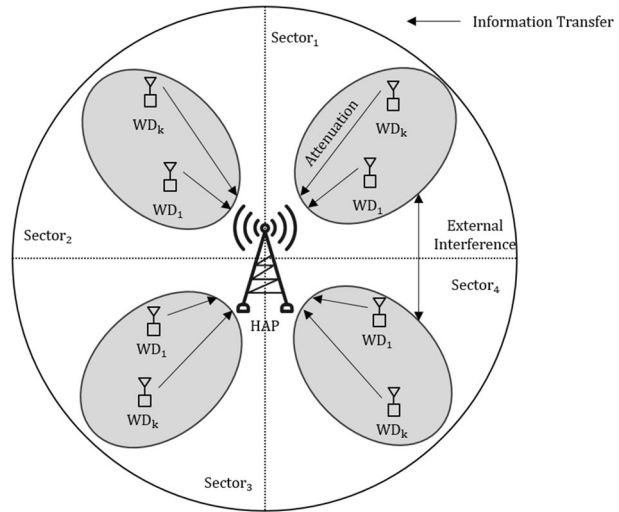 Information Transfer
Sector₁
WDₖ
WD₁
WDₖ
Attenuation
WD₁
Sector₂
External
Interference
Sector₄
HAP
WD₁
WDₖ
WD₁
WDₖ
Sector₃